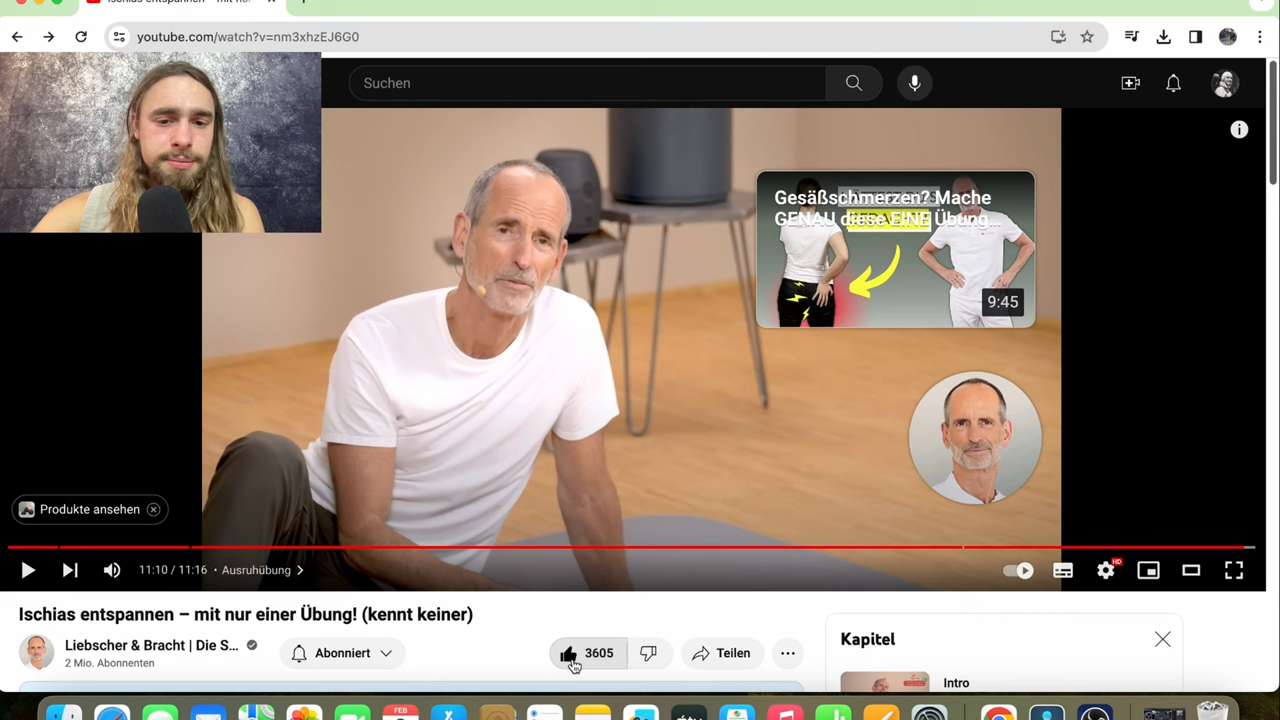 youtube.com/watch?v=nm3xhzEJ6G0
Suchen
Gesäßschmerzen? Mache
GENAU diese EINE Übung...
9:45
Produkte ansehen
11:10 / 11:16 • Ausruhübung
HD
Ischias entspannen – mit nur einer Übung! (kennt keiner)
Liebscher & Bracht | Die S...
2 Mio. Abonnenten
Abonniert
3605
Teilen
Kapitel
Intro
FEB